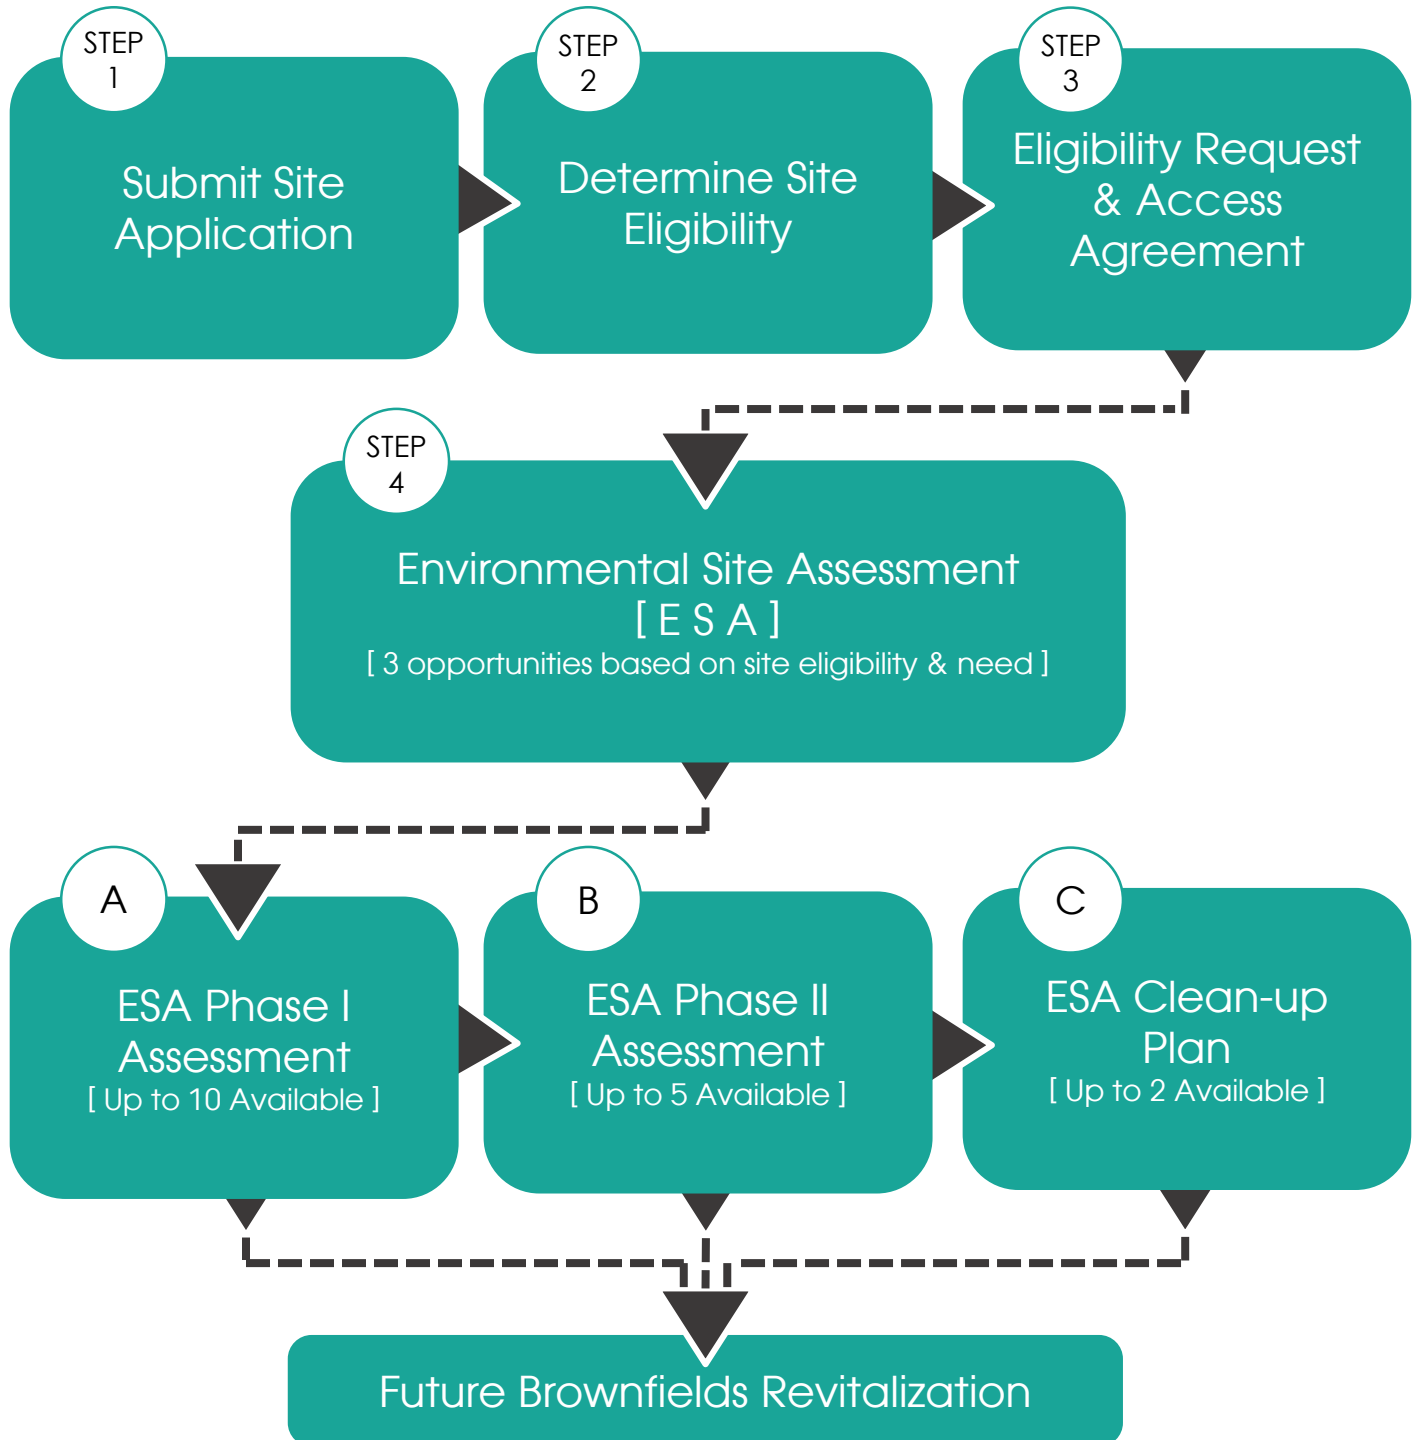 STEP
1
Submit Site
Application
STEP
2
Determine Site
Eligibility
STEP
3
Eligibility Request
& Access
Agreement
STEP
4
Environmental Site Assessment
[ E S A ]
[ 3 opportunities based on site eligibility & need ]
A
ESA Phase I
Assessment
[ Up to 10 Available ]
B
ESA Phase II
Assessment
[ Up to 5 Available ]
C
ESA Clean-up
Plan
[ Up to 2 Available ]
Future Brownfields Revitalization